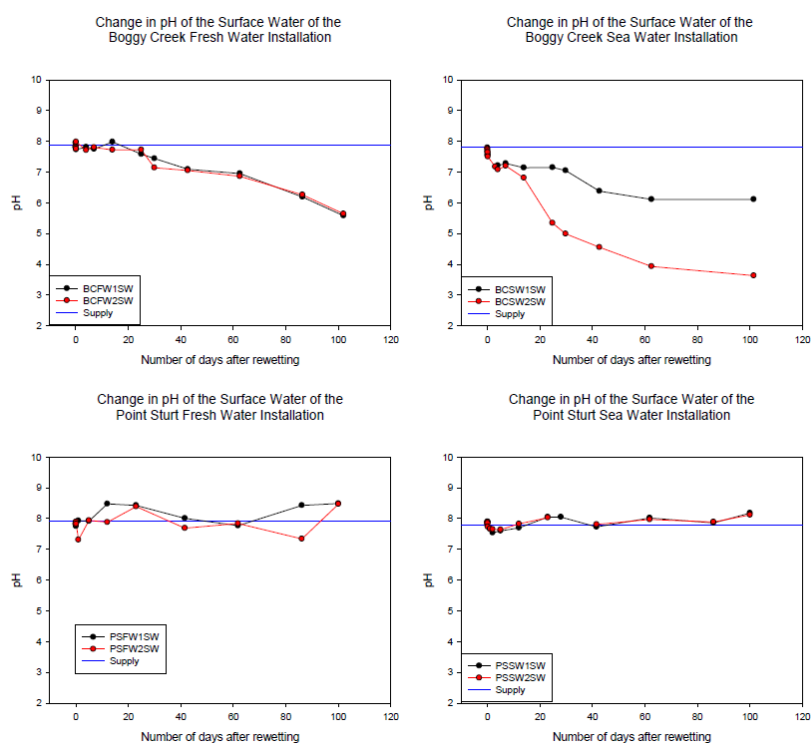 Change in pH of the Surface Water of the
Boggy Creek Fresh Water Installation
10
9
8
7
6
5
4
3
2
pH
BCFW1SW
BCFW2SW
Supply
0 20 40 60 80 100 120
Number of days after rewetting
Change in pH of the Surface Water of the
Boggy Creek Sea Water Installation
10
9
8
7
6
5
4
3
2
pH
BCSW1SW
BCSW2SW
Supply
0 20 40 60 80 100 120
Number of days after rewetting
Change in pH of the Surface Water of the
Point Sturt Fresh Water Installation
10
9
8
7
6
5
4
3
2
pH
PSFW1SW
PSFW2SW
Supply
0 20 40 60 80 100 120
Number of days after rewetting
Change in pH of the Surface Water of the
Point Sturt Sea Water Installation
10
9
8
7
6
5
4
3
2
pH
PSSW1SW
PSSW2SW
Supply
0 20 40 60 80 100 120
Number of days after rewetting